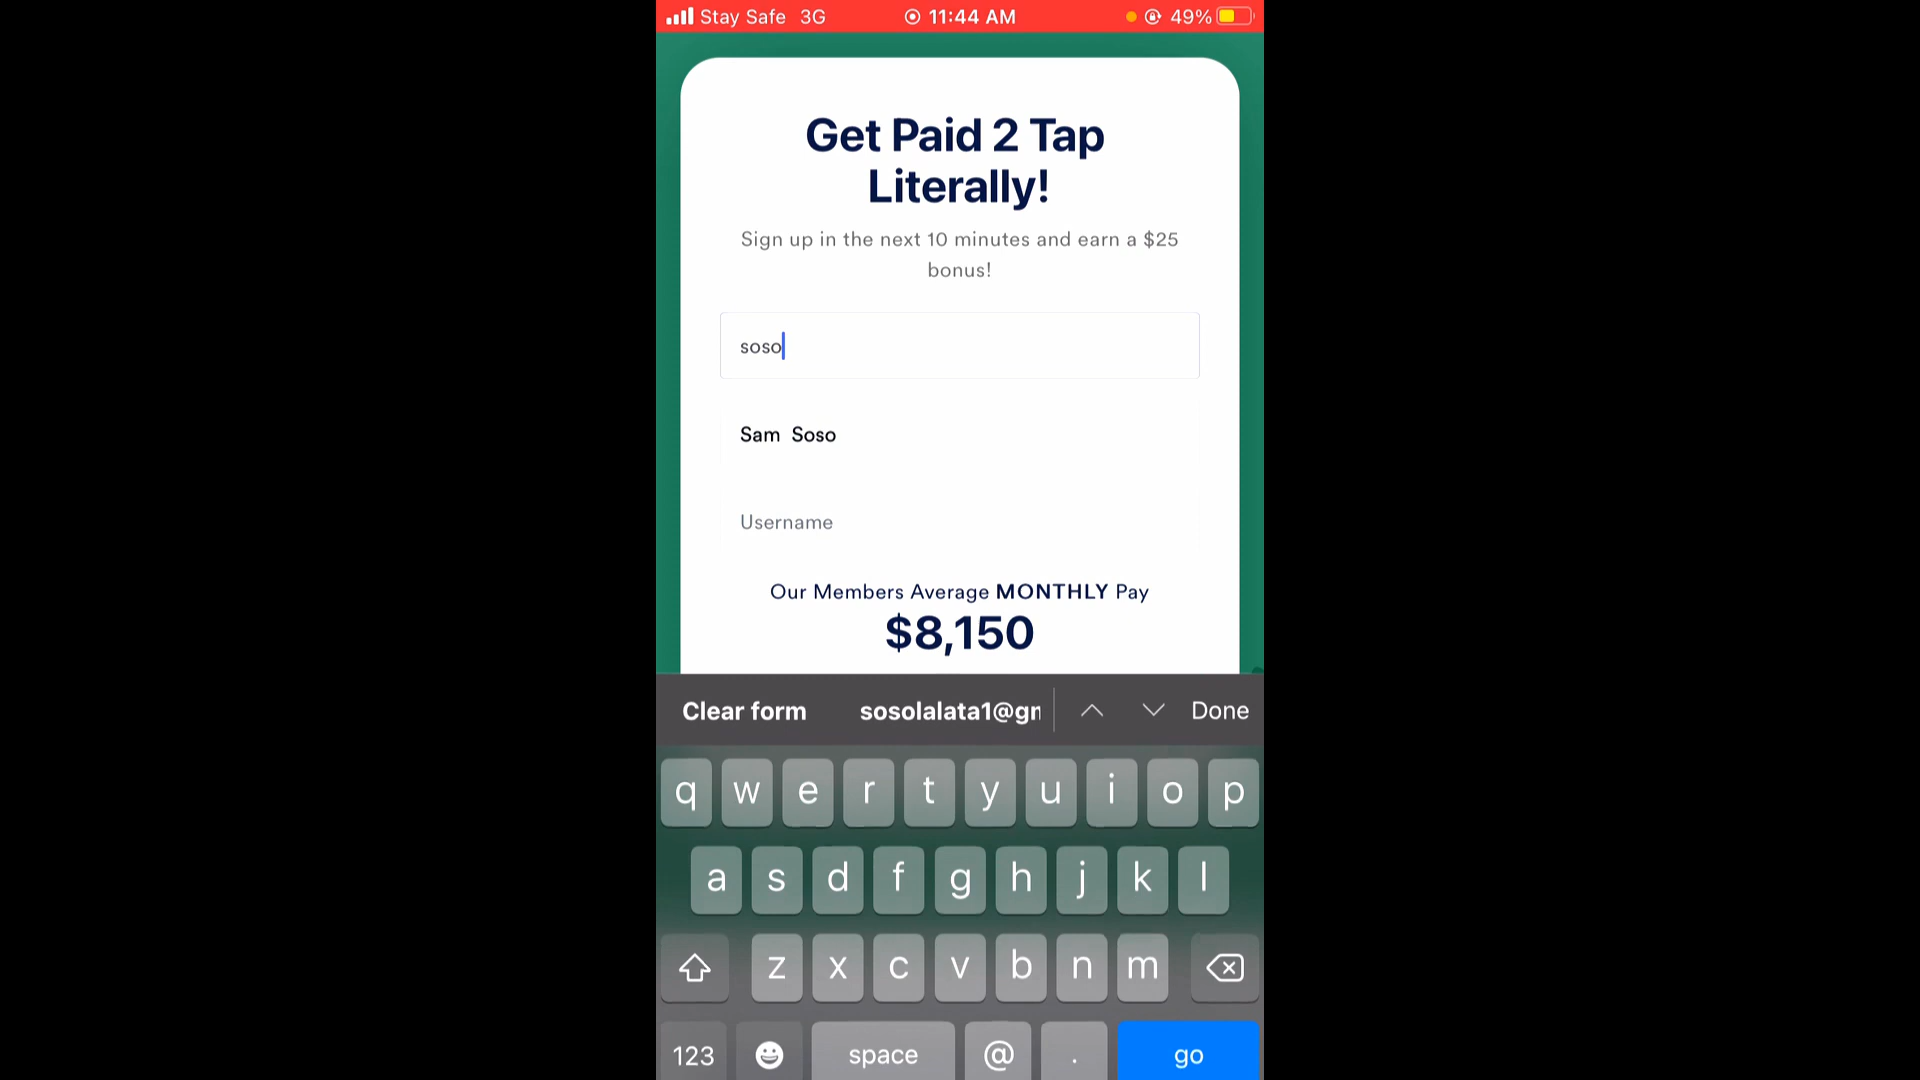 Stay Safe 3G 11:44 AM 49%
Get Paid 2 Tap
Literally!
Sign up in the next 10 minutes and earn a $25
bonus!
soso
Sam Soso
Username
Our Members Average MONTHLY Pay
$8,150
Clear form sosolalata1@gm Done
q w e r t y u i o p
a s d f g h j k l
z x c v b n m
123 space @ . go